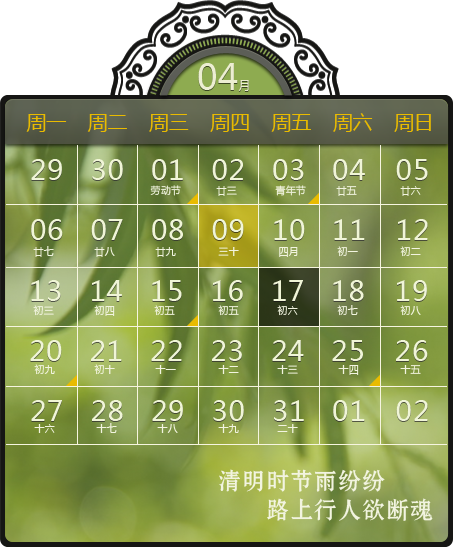 04月
周一 周二 周三 周四 周五 周六 周日
29 30 01 02 03 04 05
劳动节 廿三 青年节 廿五 廿六
06 07 08 09 10 11 12
廿七 廿八 廿九 三十 四月 初一 初二
13 14 15 16 17 18 19
初三 初四 初五 初五 初六 初七 初八
20 21 22 23 24 25 26
初九 初十 十一 十二 十三 十四 十五
27 28 29 30 31 01 02
十六 十七 十八 十九 二十
清明时节雨纷纷
路上行人欲断魂